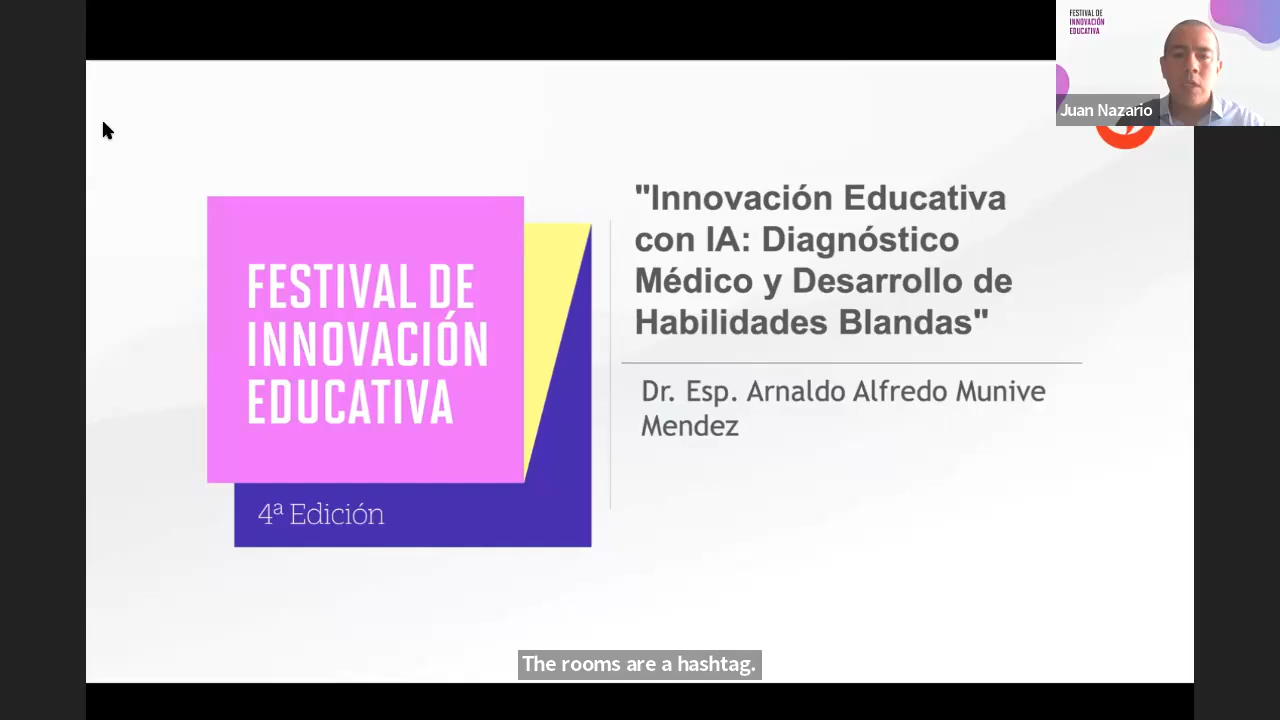 FESTIVAL DE
INNOVACIÓN
EDUCATIVA
Juan Nazario
"Innovación Educativa
con IA: Diagnóstico
Médico y Desarrollo de
Habilidades Blandas"
Dr. Esp. Arnaldo Alfredo Munive
Mendez
FESTIVAL DE
INNOVACIÓN
EDUCATIVA
4ª Edición
The rooms are a hashtag.